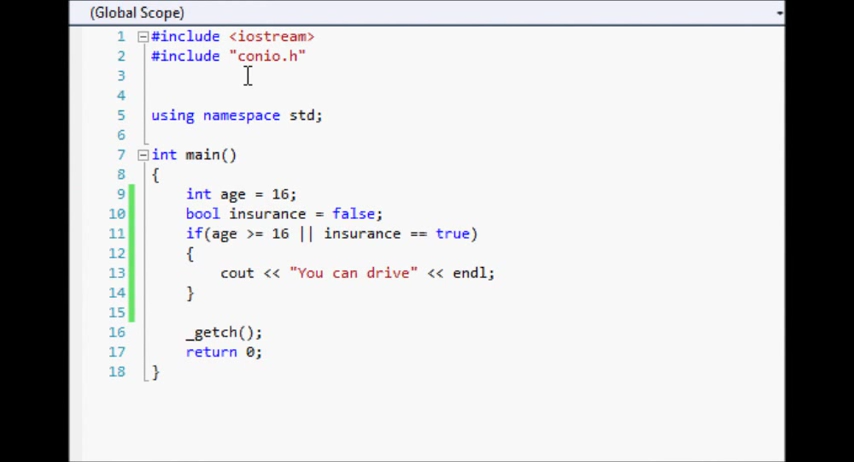 (Global Scope)
1 #include <iostream>
2 #include "conio.h"
3
4
5 using namespace std;
6
7 int main()
8 {
9 int age = 16;
10 bool insurance = false;
11 if(age >= 16 || insurance == true)
12 {
13 cout << "You can drive" << endl;
14 }
15
16 _getch();
17 return 0;
18 }